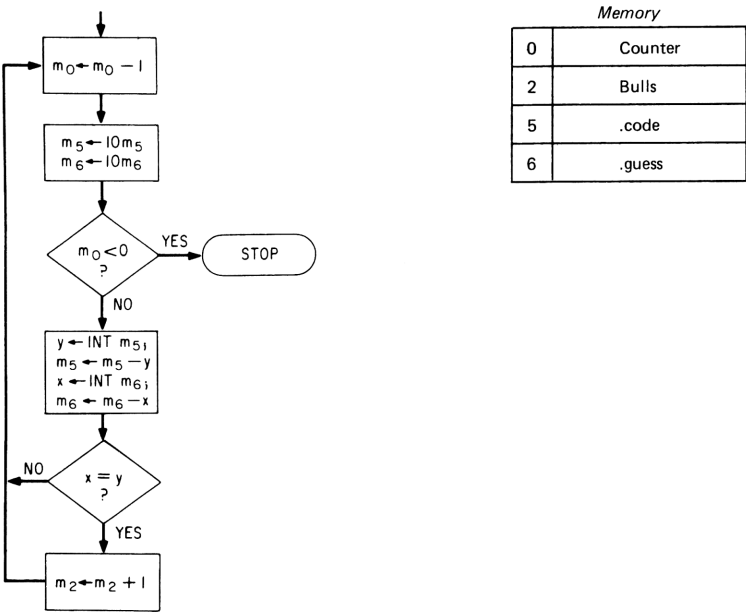 m0←m0 – 1
m5←10m5
m6←10m6
m0<0
?
YES
STOP
NO
y←INT m5;
m5←m5 – y
x←INT m6;
m6←m6 – x
NO
x = y
?
YES
m2←m2 + 1
Memory
0 Counter
2 Bulls
5 .code
6 .guess